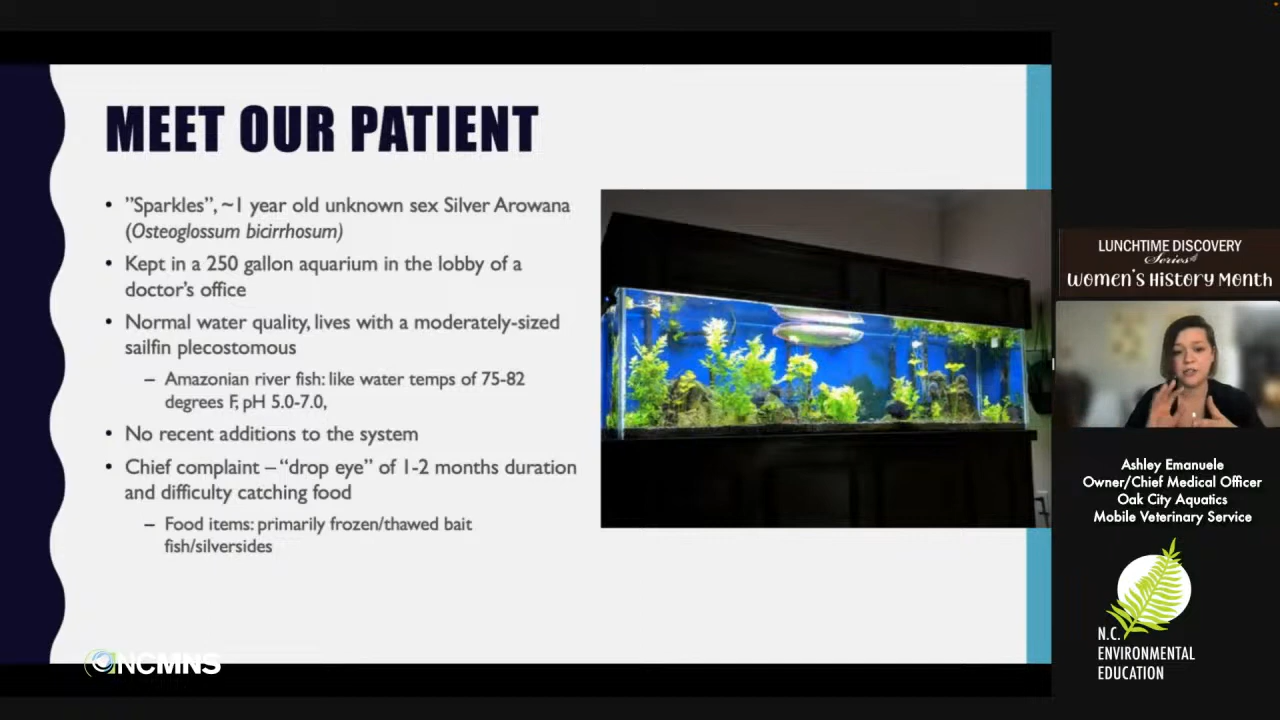 MEET OUR PATIENT
• ”Sparkles”, ~1 year old unknown sex Silver Arowana
(Osteoglossum bicirrhosum)
• Kept in a 250 gallon aquarium in the lobby of a
doctor’s office
• Normal water quality, lives with a moderately-sized
sailfin plecostomous
– Amazonian river fish: like water temps of 75-82
degrees F, pH 5.0-7.0,
• No recent additions to the system
• Chief complaint – “drop eye” of 1-2 months duration
and difficulty catching food
– Food items: primarily frozen/thawed bait
fish/silversides
NCMNS
LUNCHTIME DISCOVERY
Series
WOMEN'S HISTORY MONTH
Ashley Emanuele
Owner/Chief Medical Officer
Oak City Aquatics
Mobile Veterinary Service
N.C.
ENVIRONMENTAL
EDUCATION